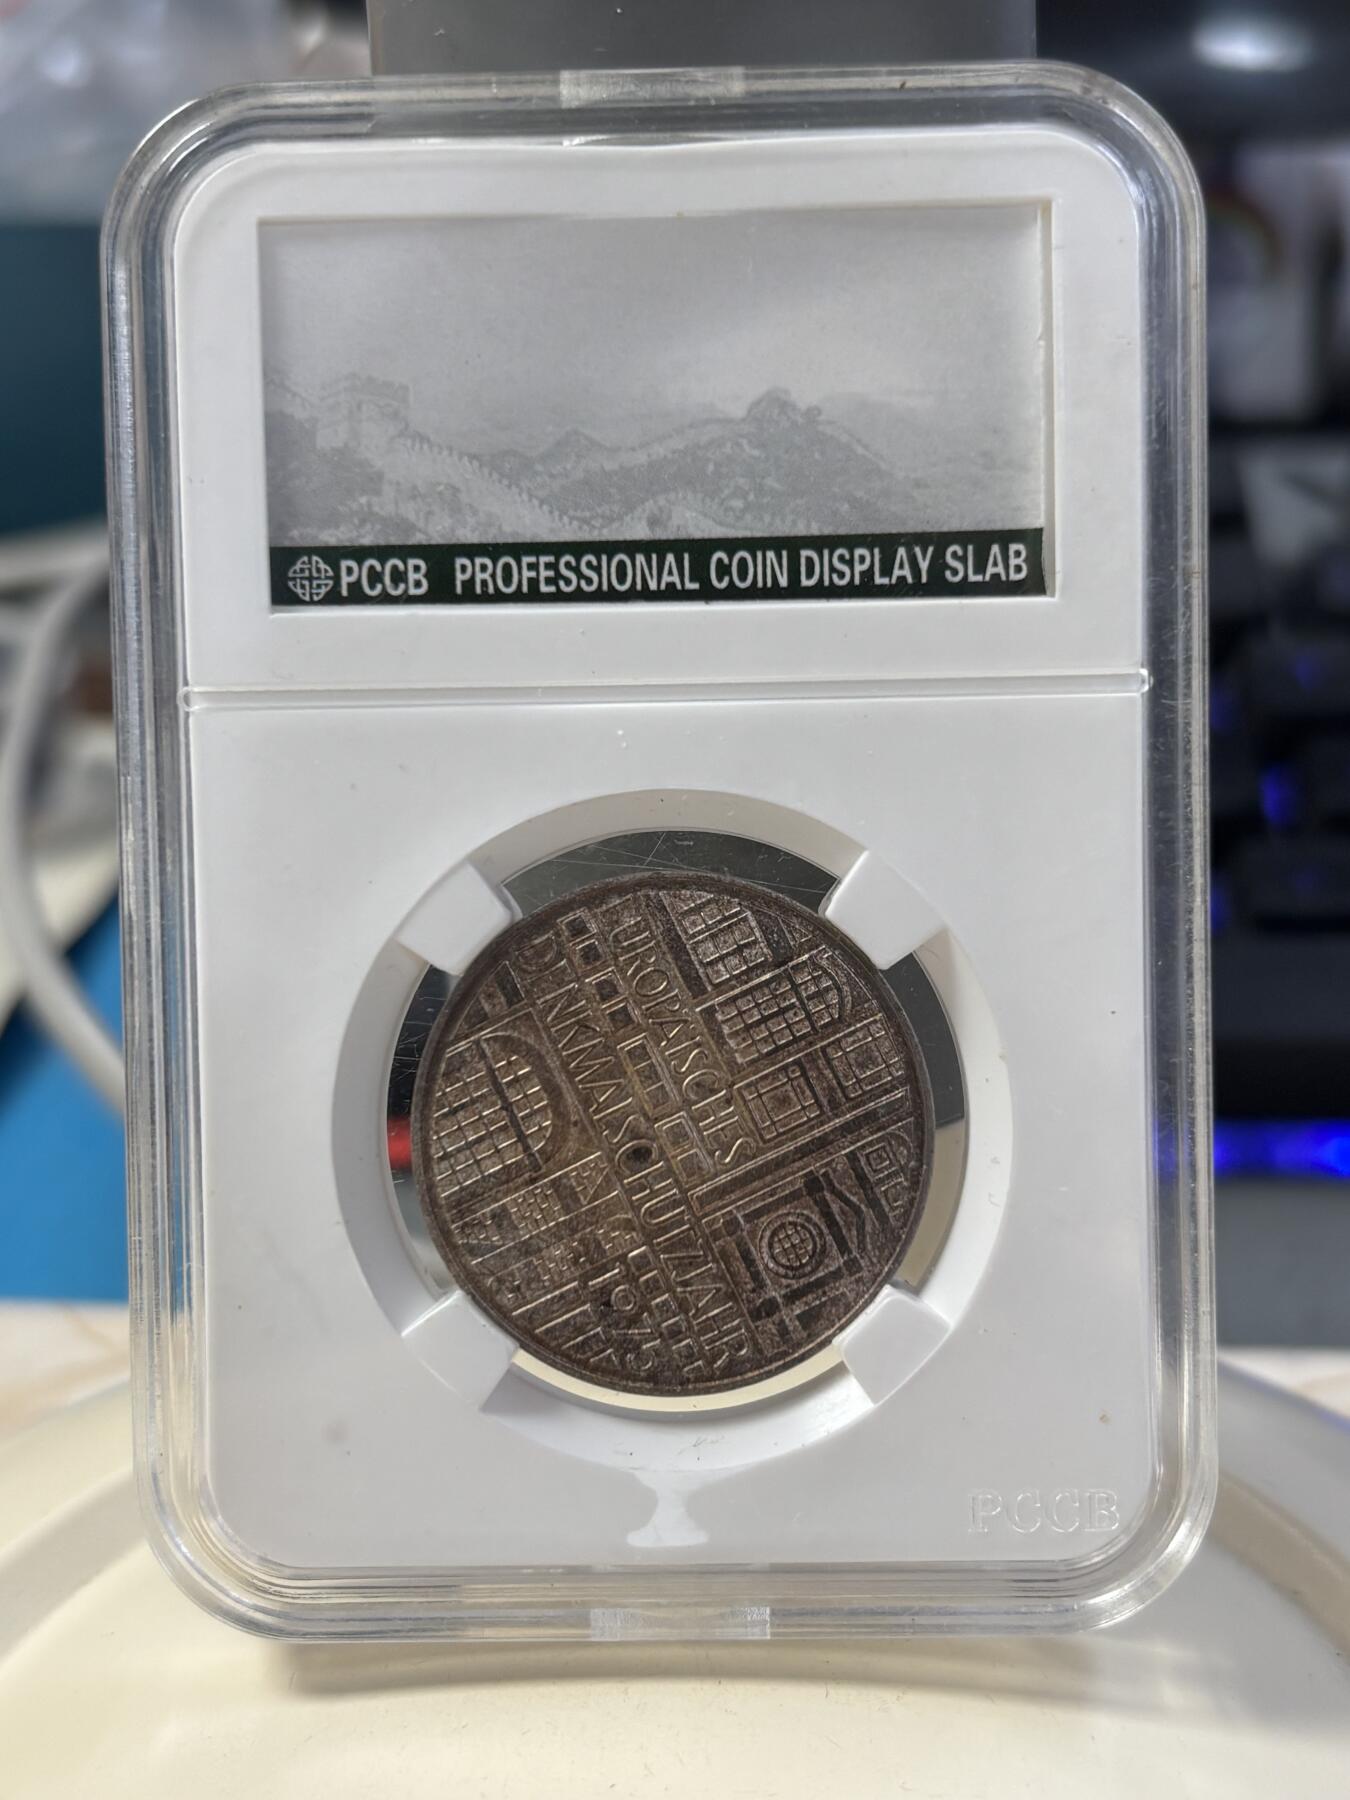 PCCB PROFESSIONAL COIN DISPLAY SLAB
EUROPÄISCHES
DENKMALSCHUTZJAHR
1975
PCCB